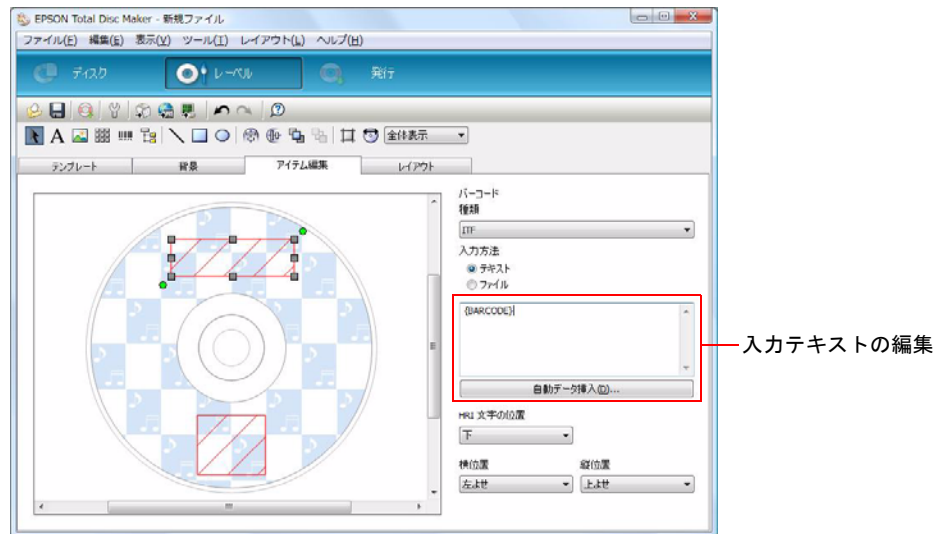 EPSON Total Disc Maker - 新規ファイル
ファイル(F) 編集(E) 表示(V) ツール(T) レイアウト(L) ヘルプ(H)
ディスク レーベル 発行
全体表示
テンプレート 背景 アイテム編集 レイアウト
バーコード
種類
ITF
入力方法
テキスト
ファイル
{BARCODE}
入力テキストの編集
自動データ挿入(D)...
HRI 文字の位置
下
横位置 縦位置
左よせ 上よせ